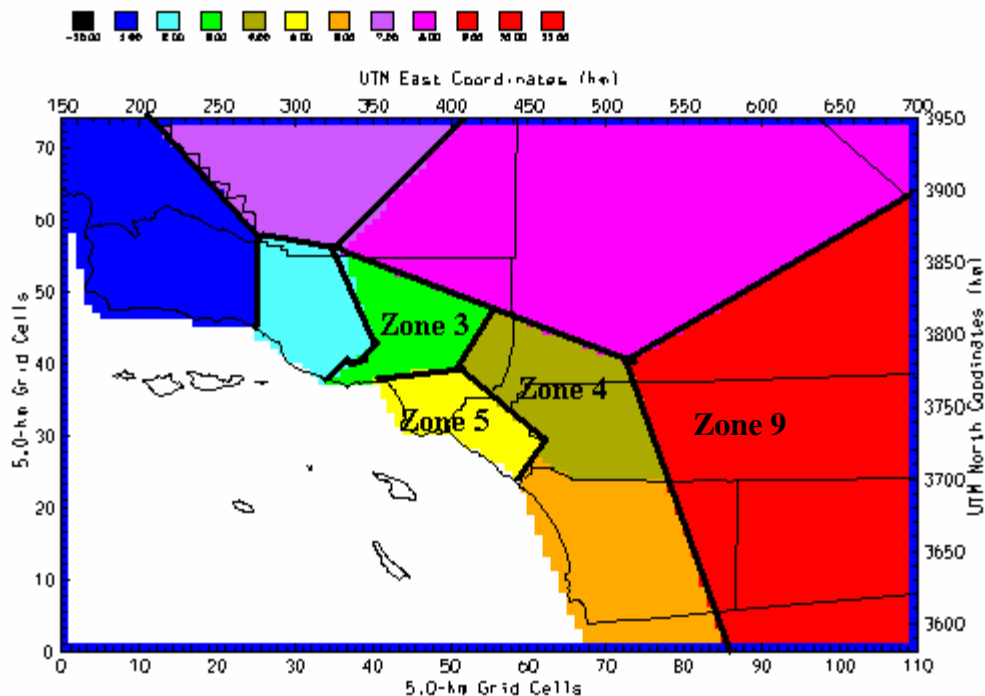 UTM East Coordinates (km)
150 200 250 300 350 400 450 500 550 600 650 700
70
60
50
40
30
20
10
0
5.0-km Grid Cells
3950
3900
3850
3800
3750
3700
3650
3600
UTM North Coordinates (km)
Zone 3
Zone 4
Zone 5
Zone 9
0 10 20 30 40 50 60 70 80 90 100 110
5.0-km Grid Cells